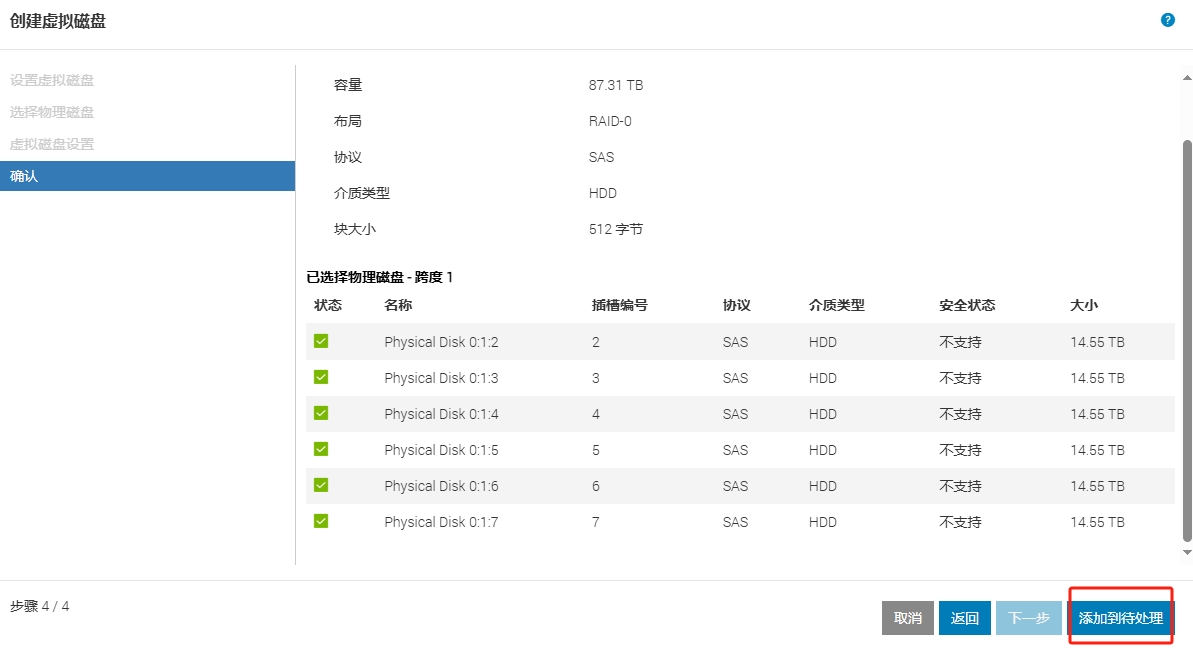 创建虚拟磁盘
?
设置虚拟磁盘
选择物理磁盘
虚拟磁盘设置
确认
容量 87.31 TB
布局 RAID-0
协议 SAS
介质类型 HDD
块大小 512 字节
已选择物理磁盘 - 跨度 1
状态 名称 插槽编号 协议 介质类型 安全状态 大小
Physical Disk 0:1:2 2 SAS HDD 不支持 14.55 TB
Physical Disk 0:1:3 3 SAS HDD 不支持 14.55 TB
Physical Disk 0:1:4 4 SAS HDD 不支持 14.55 TB
Physical Disk 0:1:5 5 SAS HDD 不支持 14.55 TB
Physical Disk 0:1:6 6 SAS HDD 不支持 14.55 TB
Physical Disk 0:1:7 7 SAS HDD 不支持 14.55 TB
步骤 4 / 4
取消 返回 下一步 添加到待处理